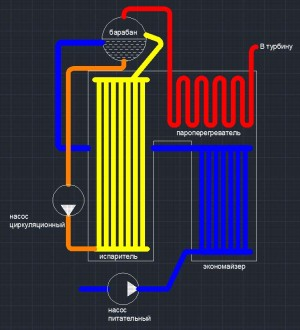 барабан
В турбину
пароперегреватель
насос
циркуляционный
испаритель
экономайзер
насос
питательный